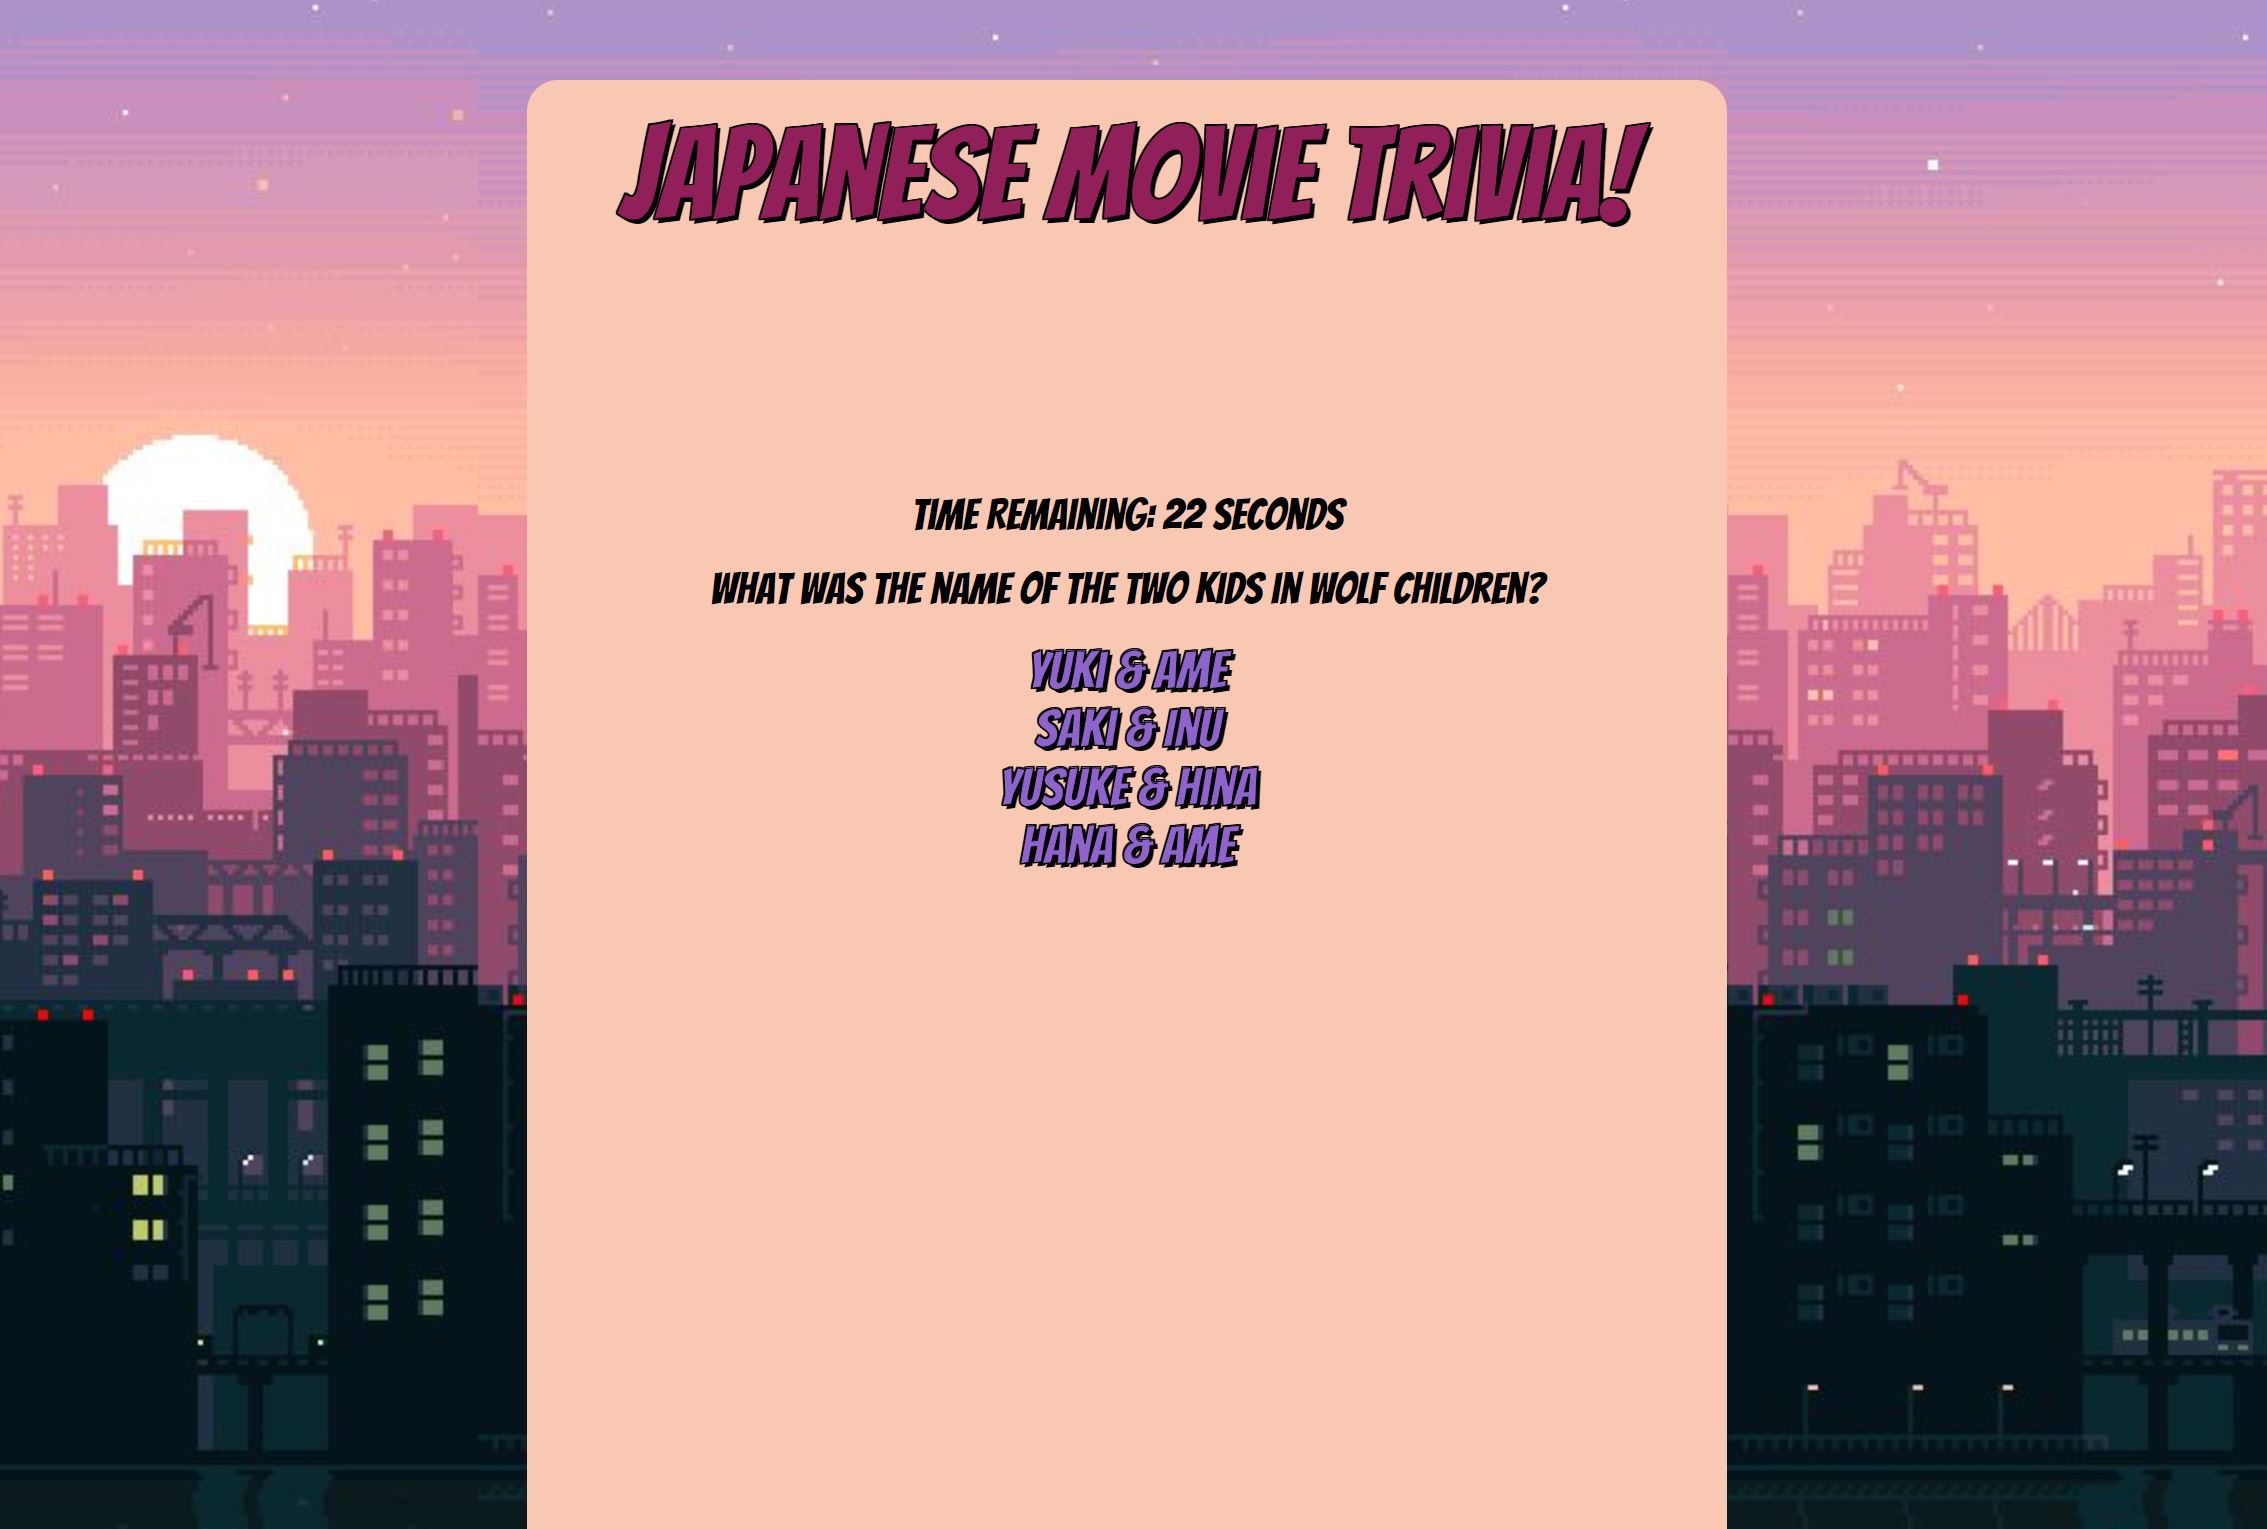 JAPANESE MOVIE TRIVIA!
TIME REMAINING: 22 SECONDS
WHAT WAS THE NAME OF THE TWO KIDS IN WOLF CHILDREN?
YUKI & AME
SAKI & INU
YUSUKE & HINA
HANA & AME